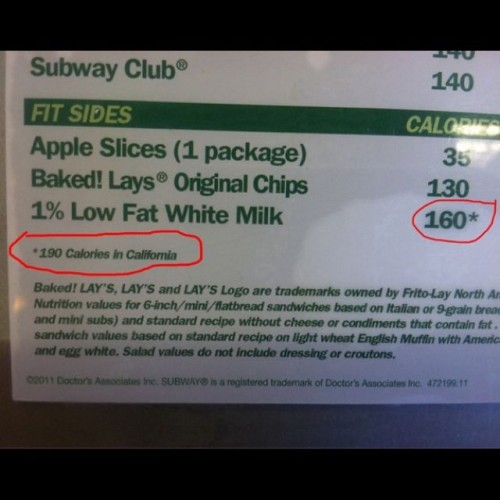 Subway Club® 140
FIT SIDES CALORIES
Apple Slices (1 package) 35
Baked! Lays® Original Chips 130
1% Low Fat White Milk 160*
*190 Calories in California
Baked! LAY'S, LAY'S and LAY'S Logo are trademarks owned by Frito-Lay North
Nutrition values for 6-inch/mini/flatbread sandwiches based on Italian or 9-grain
and mini subs) and standard recipe without cheese or condiments that contain fat.
sandwich values based on standard recipe on light wheat English Muffin with
and egg white. Salad values do not include dressing or croutons.
©2011 Doctor's Associates Inc. SUBWAY® is a registered trademark of Doctor's Associates Inc. 472199.11